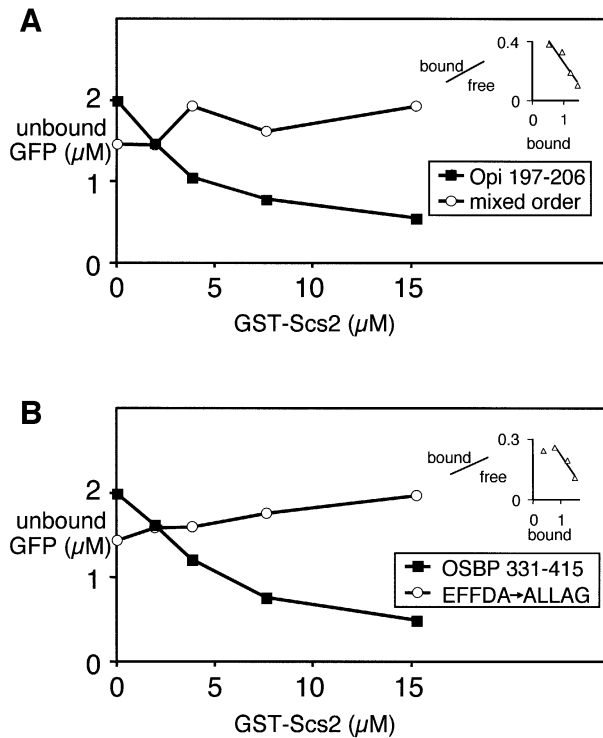 A
0.4
bound
free
0
0 1
bound
2
unbound
GFP (µM)
1
0
Opi 197-206
mixed order
0 5 10 15
GST-Scs2 (µM)
B
0.3
bound
free
0
0 1
bound
2
unbound
GFP (µM)
1
0
OSBP 331-415
EFFDA→ALLAG
0 5 10 15
GST-Scs2 (µM)